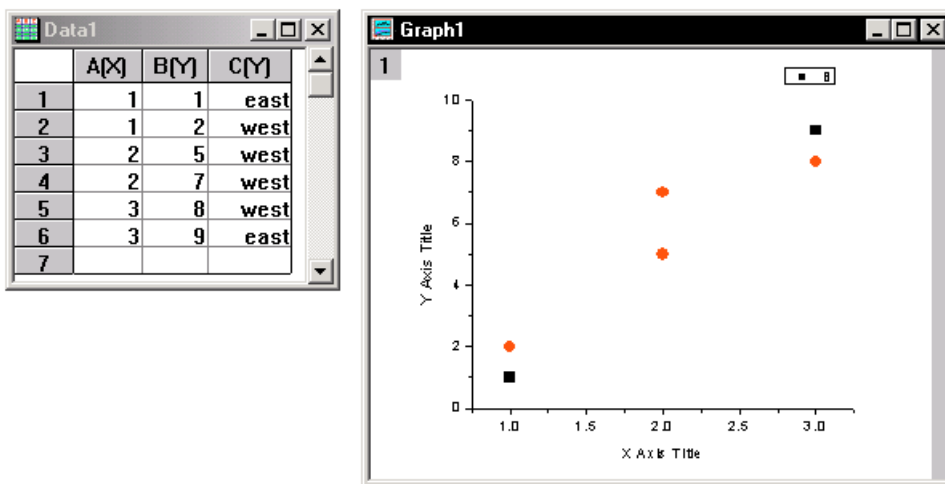 Data1
A(X) B(Y) C(Y)
1 1 1 east
2 1 2 west
3 2 5 west
4 2 7 west
5 3 8 west
6 3 9 east
7
Graph1
1
B
10
8
6
4
2
0
Y Axis Title
1.0 1.5 2.0 2.5 3.0
X Axis Title